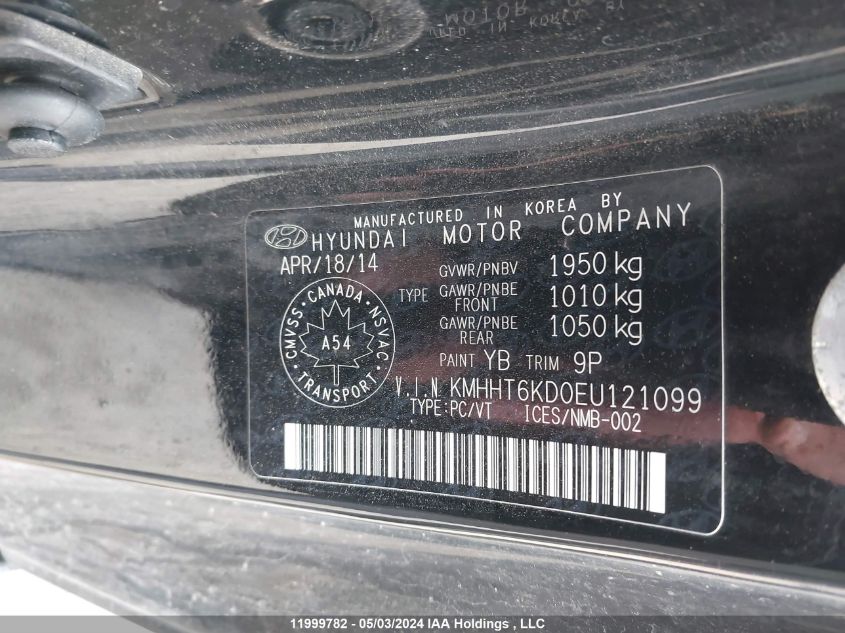 MANUFACTURED IN KOREA BY
HYUNDAI MOTOR COMPANY
APR/18/14
GVWR/PNBV 1950 kg
TYPE GAWR/PNBE FRONT 1010 kg
GAWR/PNBE REAR 1050 kg
CMVSS · CANADA · NSVAC
A54
TRANSPORT
PAINT YB TRIM 9P
V.I.N KMHHT6KD0EU121099
TYPE:PC/VT ICES/NMB-002
11999782 - 05/03/2024 IAA Holdings , LLC